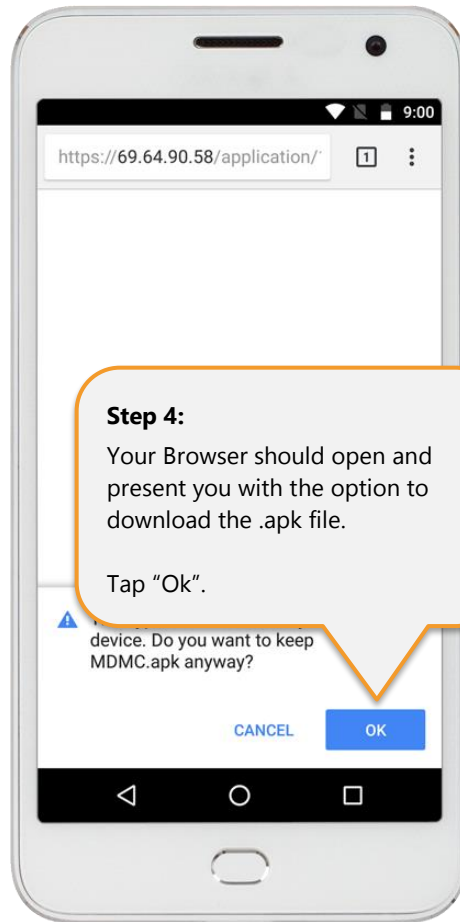 9:00
https://69.64.90.58/application/
1
Step 4:
Your Browser should open and
present you with the option to
download the .apk file.
Tap “Ok”.
device. Do you want to keep
MDMC.apk anyway?
CANCEL
OK